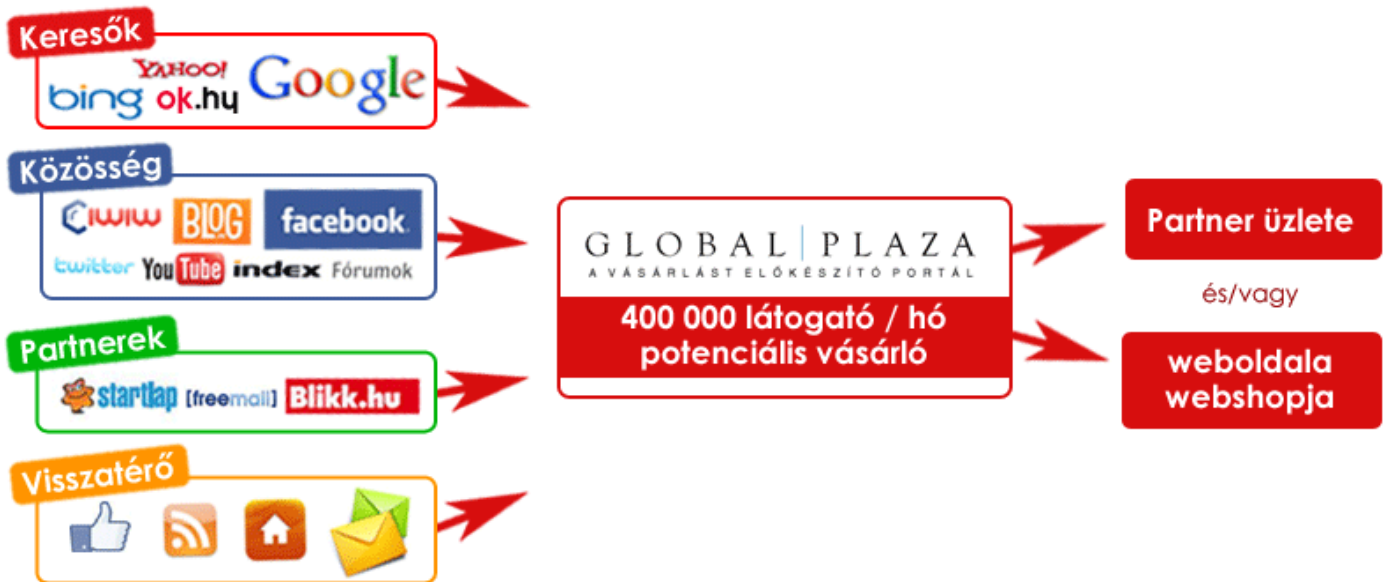 Keresők
YAHOO!
Google
bing ok.hu
Közösség
iwiw BLOG facebook
twitter YouTube index Fórumok
Partnerek
startlap [freemail] Blikk.hu
Visszatérő
GLOBAL PLAZA
A VÁSÁRLÁST ELŐKÉSZÍTŐ PORTÁL
400 000 látogató / hó
potenciális vásárló
Partner üzlete
és/vagy
weboldala
webshopja